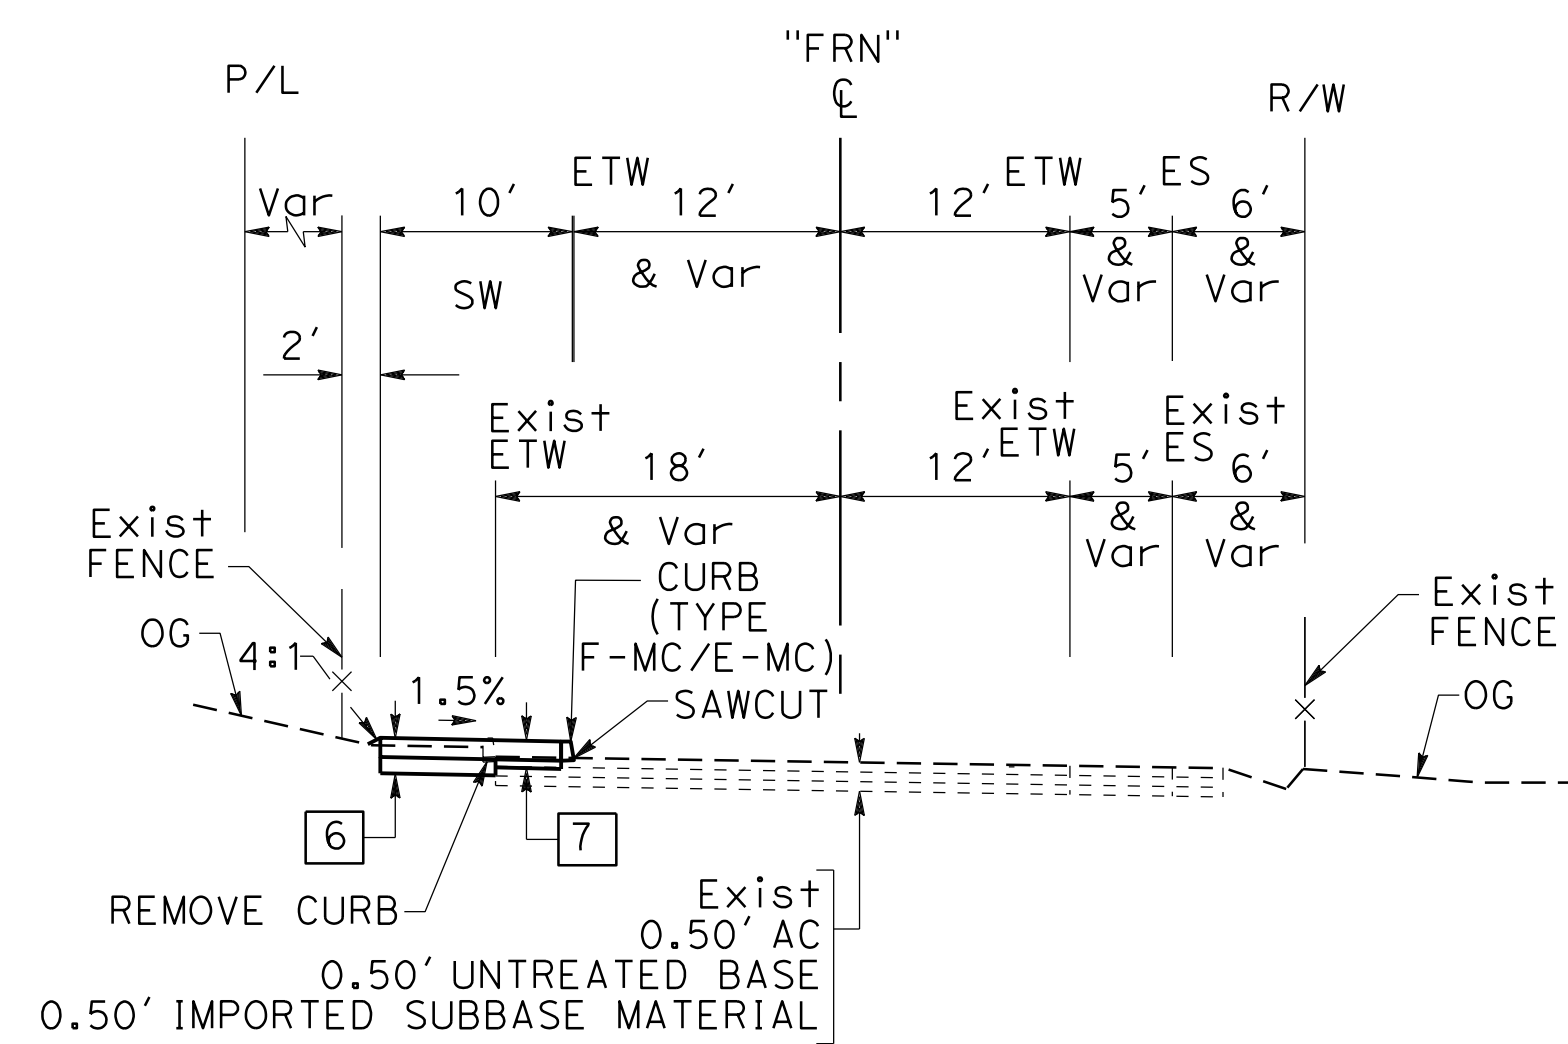 "FRN"
℄
P/L
R/W
ETW
ETW
ES
Var
10′
12′
12′
5′
6′
& Var
&
Var
&
Var
SW
2′
Exist
ETW
Exist
ETW
Exist
ES
18′
12′
5′
6′
& Var
&
Var
&
Var
Exist
FENCE
CURB
(TYPE
F-MC/E-MC)
Exist
FENCE
OG
4:1
1.5%
SAWCUT
OG
6
7
REMOVE CURB
Exist
0.50′ AC
0.50′ UNTREATED BASE
0.50′ IMPORTED SUBBASE MATERIAL